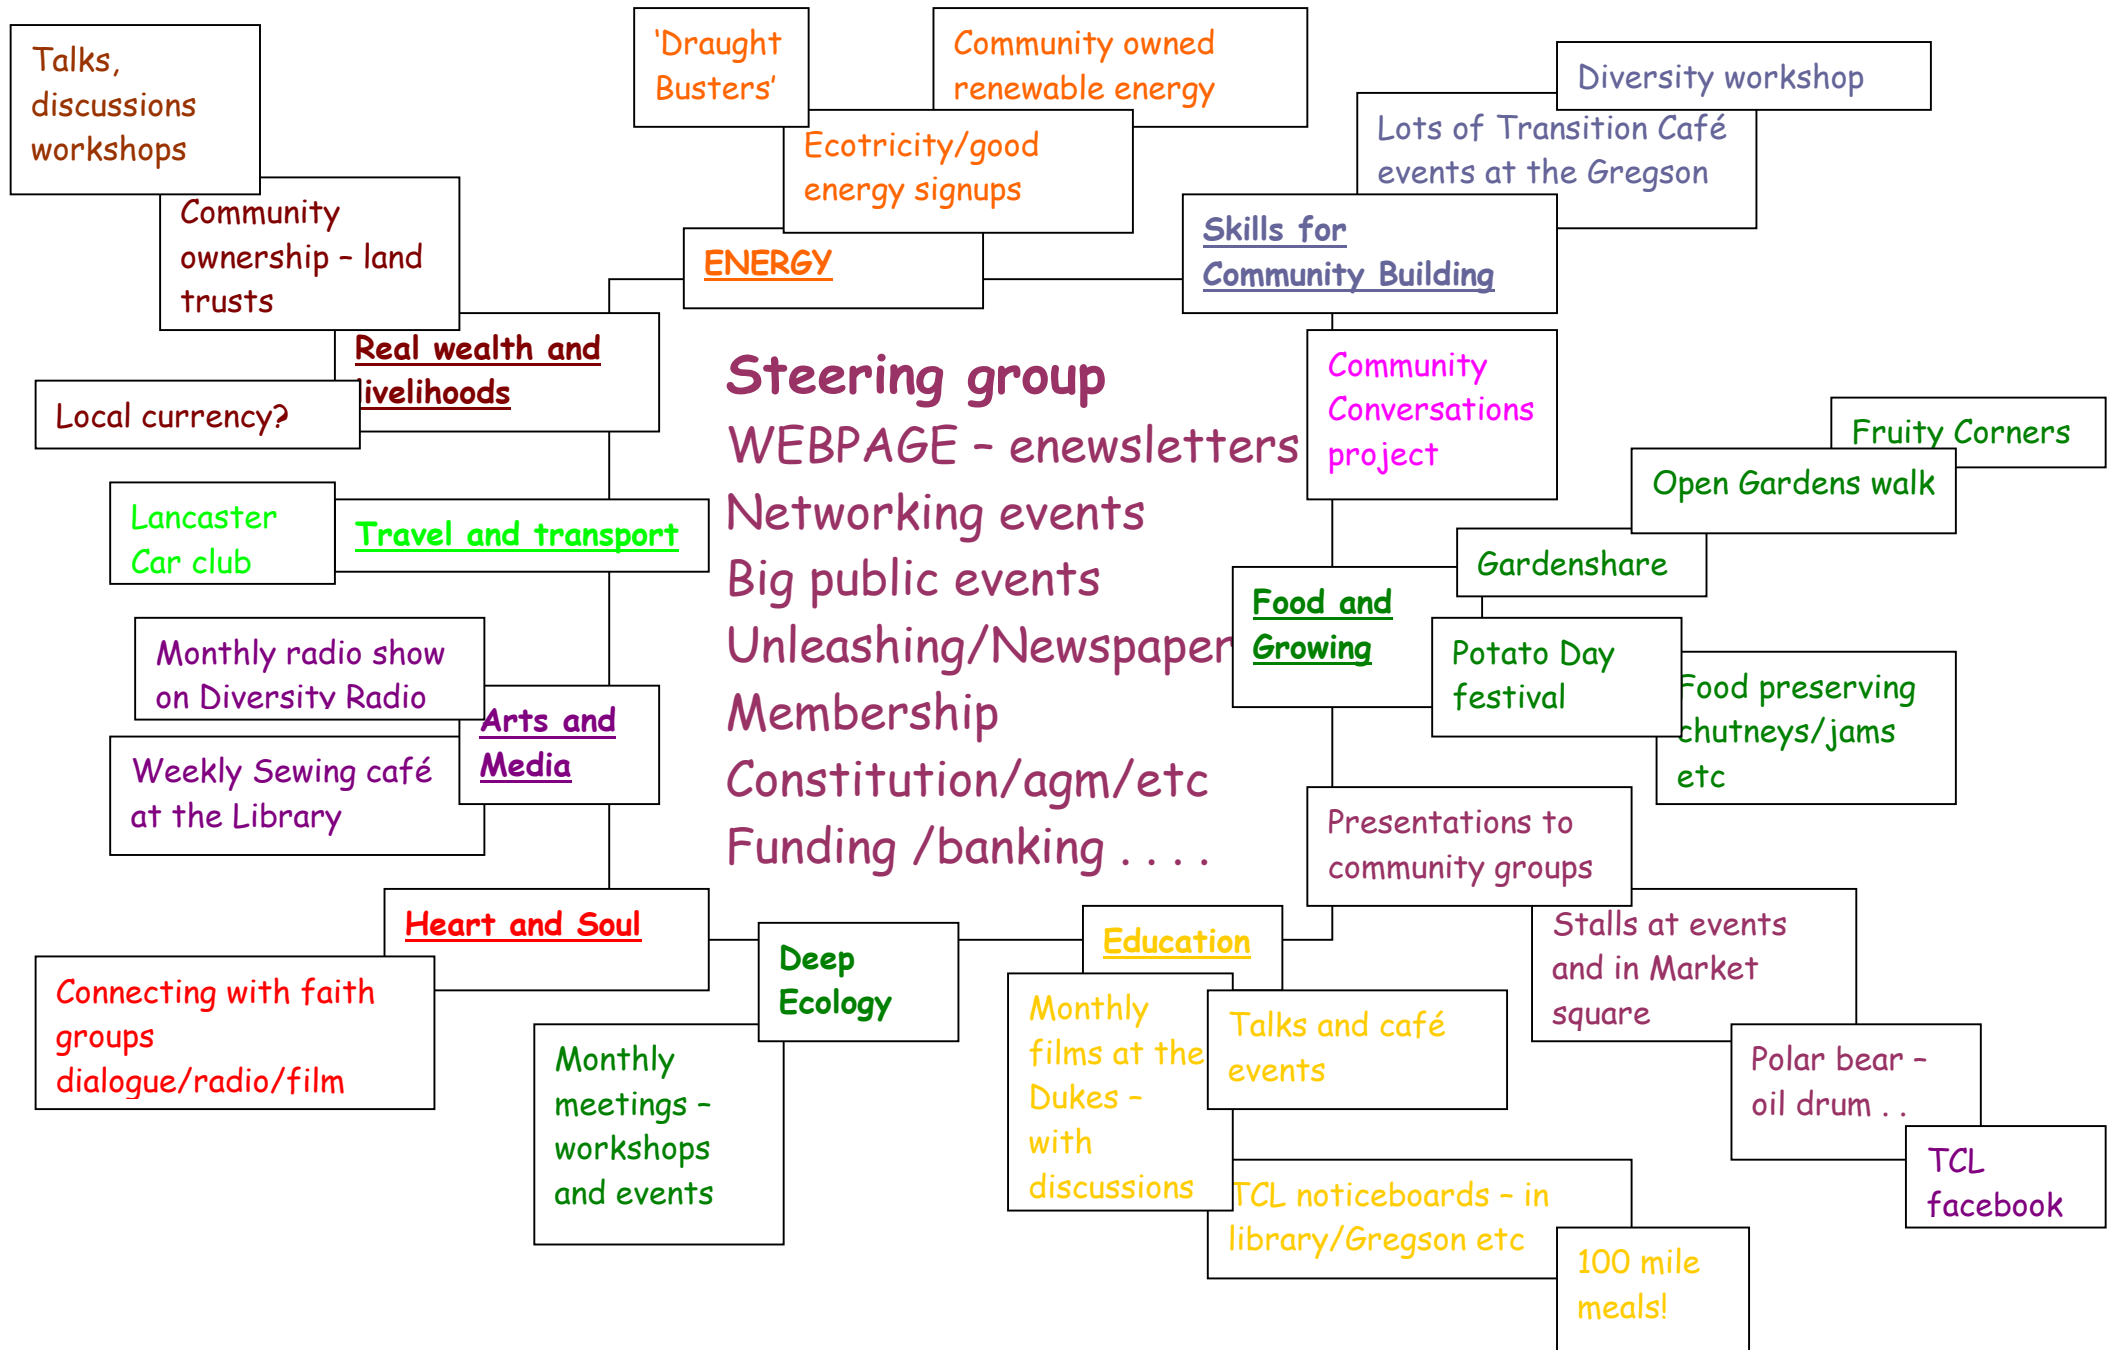 Talks,
discussions
workshops
Community
ownership – land
trusts
Real wealth and
livelihoods
Local currency?
'Draught
Busters'
Community owned
renewable energy
Ecotricity/good
energy signups
ENERGY
Diversity workshop
Lots of Transition Café
events at the Gregson
Skills for
Community Building
Community
Conversations
project
Steering group
WEBPAGE – enewsletters
Networking events
Big public events
Unleashing/Newspaper
Membership
Constitution/agm/etc
Funding /banking . . . .
Lancaster
Car club
Travel and transport
Monthly radio show
on Diversity Radio
Arts and
Media
Weekly Sewing café
at the Library
Fruity Corners
Open Gardens walk
Gardenshare
Food and
Growing
Potato Day
festival
Food preserving
chutneys/jams
etc
Presentations to
community groups
Stalls at events
and in Market
square
Polar bear –
oil drum . .
TCL
facebook
Heart and Soul
Connecting with faith
groups
dialogue/radio/film
Deep
Ecology
Monthly
meetings –
workshops
and events
Education
Monthly
films at the
Dukes –
with
discussions
Talks and café
events
TCL noticeboards – in
library/Gregson etc
100 mile
meals!